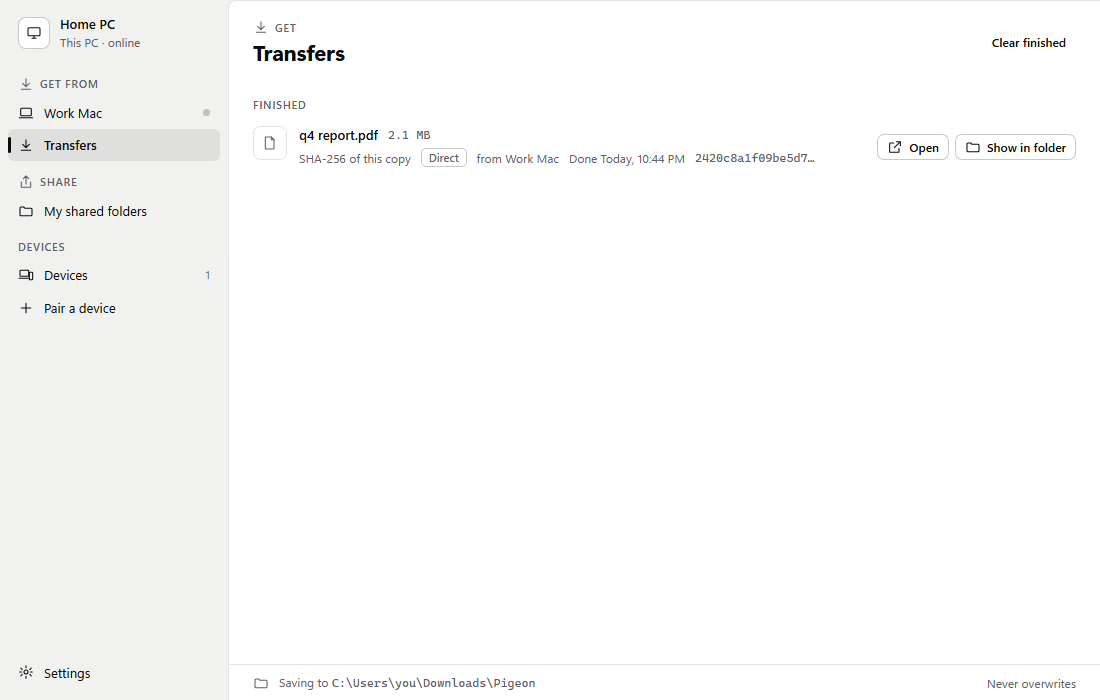 Home PC
This PC · online
GET FROM
Work Mac
Transfers
SHARE
My shared folders
DEVICES
Devices 1
Pair a device
Settings
GET
Transfers
Clear finished
FINISHED
q4 report.pdf 2.1 MB
SHA-256 of this copy Direct from Work Mac Done Today, 10:44 PM 2420c8a1f09be5d7…
Open
Show in folder
Saving to C:\Users\you\Downloads\Pigeon
Never overwrites